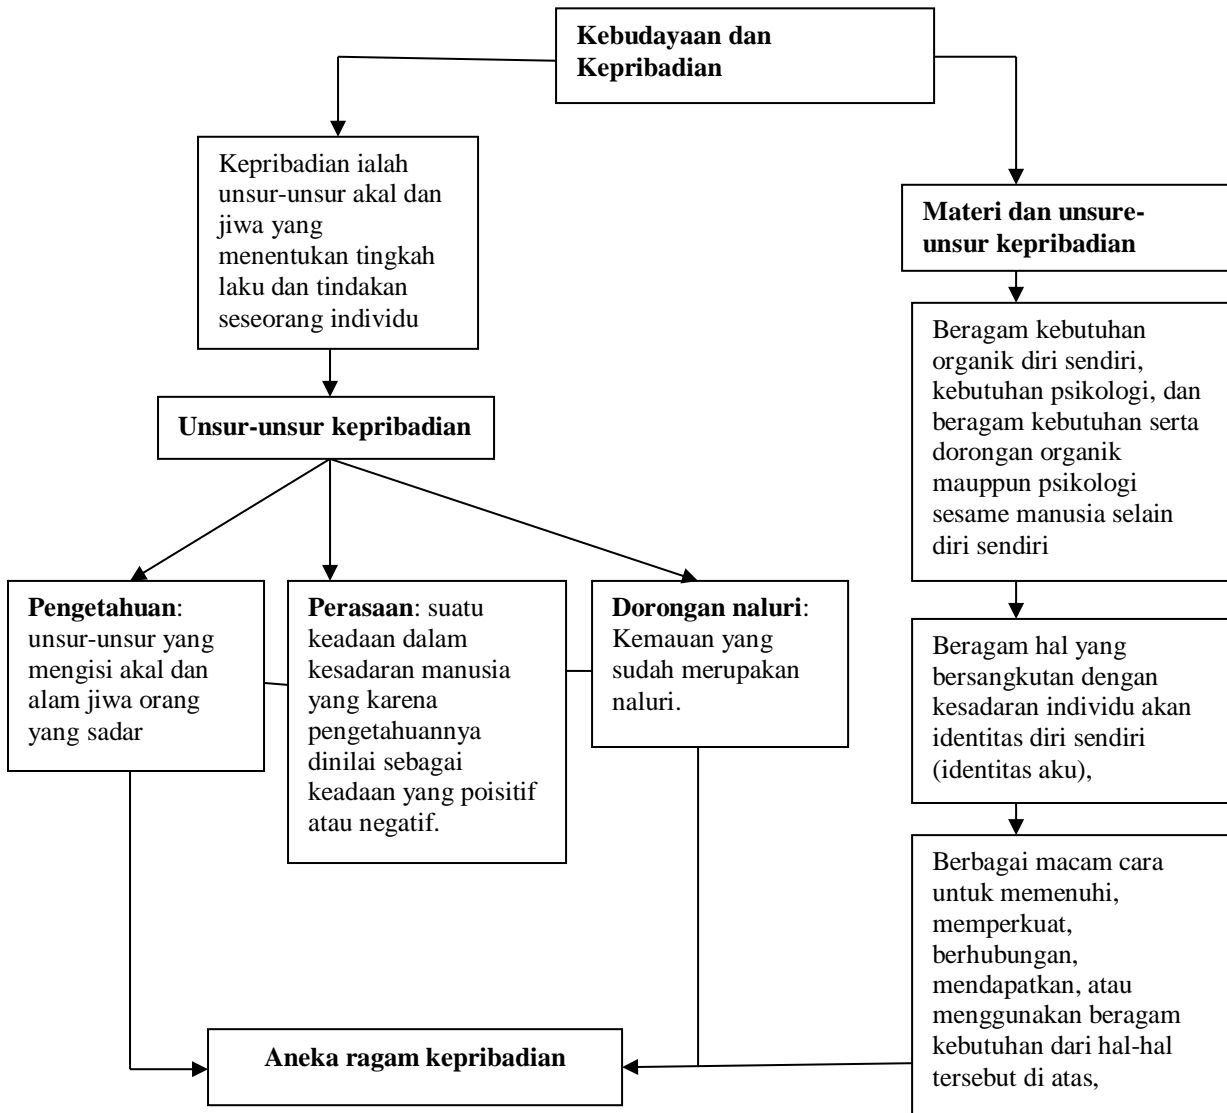 Kebudayaan dan
Kepribadian
Kepribadian ialah
unsur-unsur akal dan
jiwa yang
menentukan tingkah
laku dan tindakan
seseorang individu
Materi dan unsure-
unsur kepribadian
Unsur-unsur kepribadian
Beragam kebutuhan
organik diri sendiri,
kebutuhan psikologi, dan
beragam kebutuhan serta
dorongan organik
mauppun psikologi
sesame manusia selain
diri sendiri
Pengetahuan:
unsur-unsur yang
mengisi akal dan
alam jiwa orang
yang sadar
Perasaan: suatu
keadaan dalam
kesadaran manusia
yang karena
pengetahuannya
dinilai sebagai
keadaan yang poisitif
atau negatif.
Dorongan naluri:
Kemauan yang
sudah merupakan
naluri.
Beragam hal yang
bersangkutan dengan
kesadaran individu akan
identitas diri sendiri
(identitas aku),
Berbagai macam cara
untuk memenuhi,
memperkuat,
berhubungan,
mendapatkan, atau
menggunakan beragam
kebutuhan dari hal-hal
tersebut di atas,
Aneka ragam kepribadian